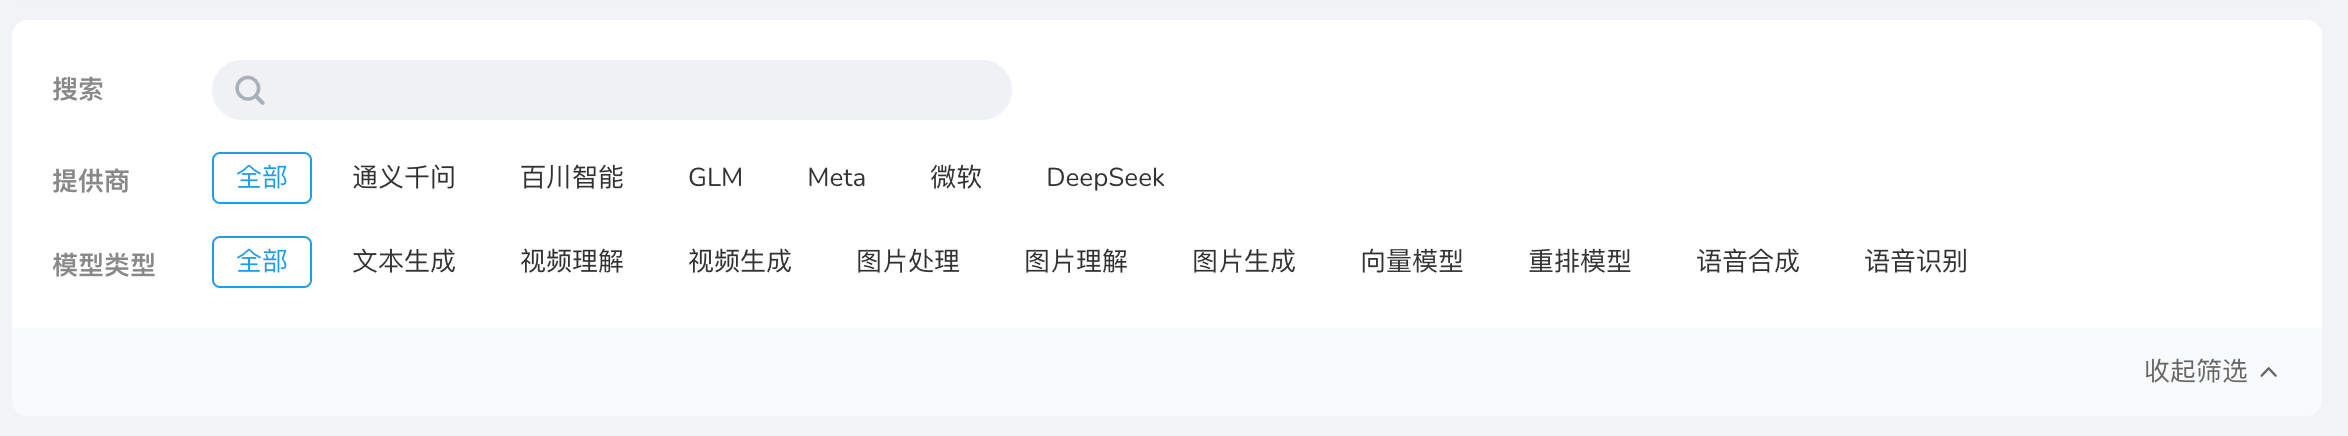 搜索
提供商 全部 通义千问 百川智能 GLM Meta 微软 DeepSeek
模型类型 全部 文本生成 视频理解 视频生成 图片处理 图片理解 图片生成 向量模型 重排模型 语音合成 语音识别
收起筛选